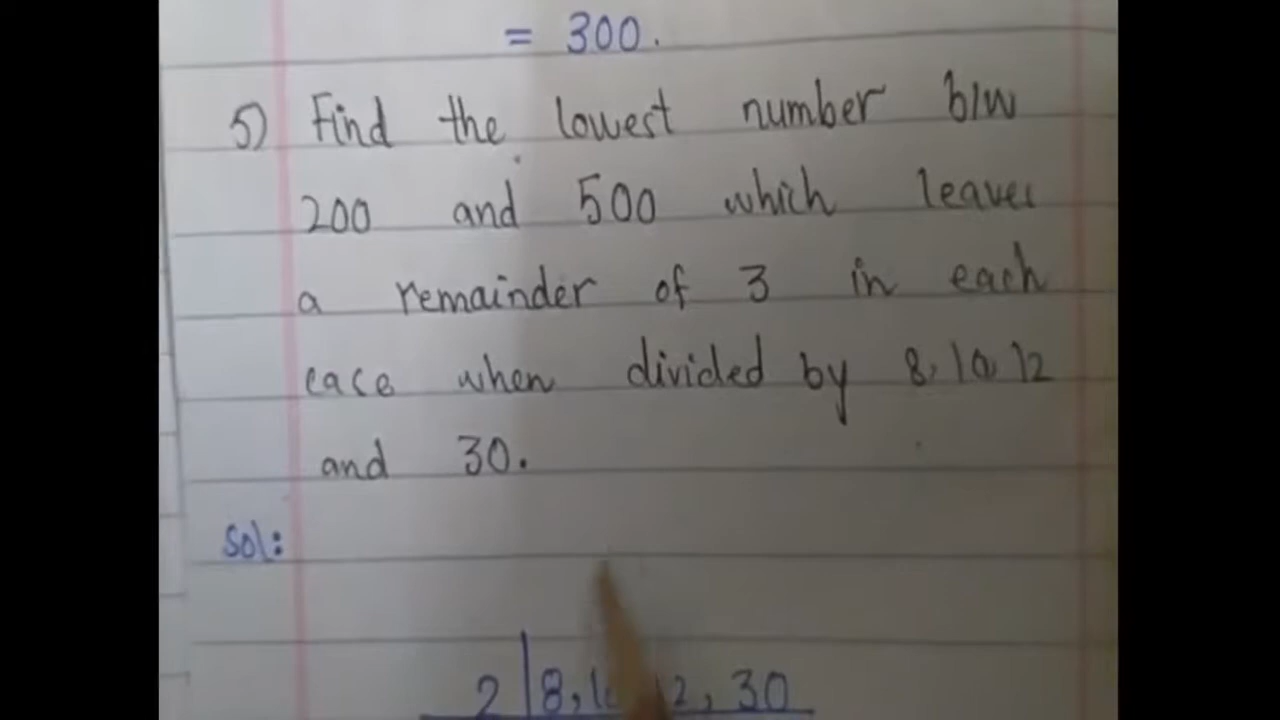 = 300.
5) Find the lowest number b/w
200 and 500 which leaves
a remainder of 3 in each
case when divided by 8, 10, 12
and 30.
Sol:
2 8, 30